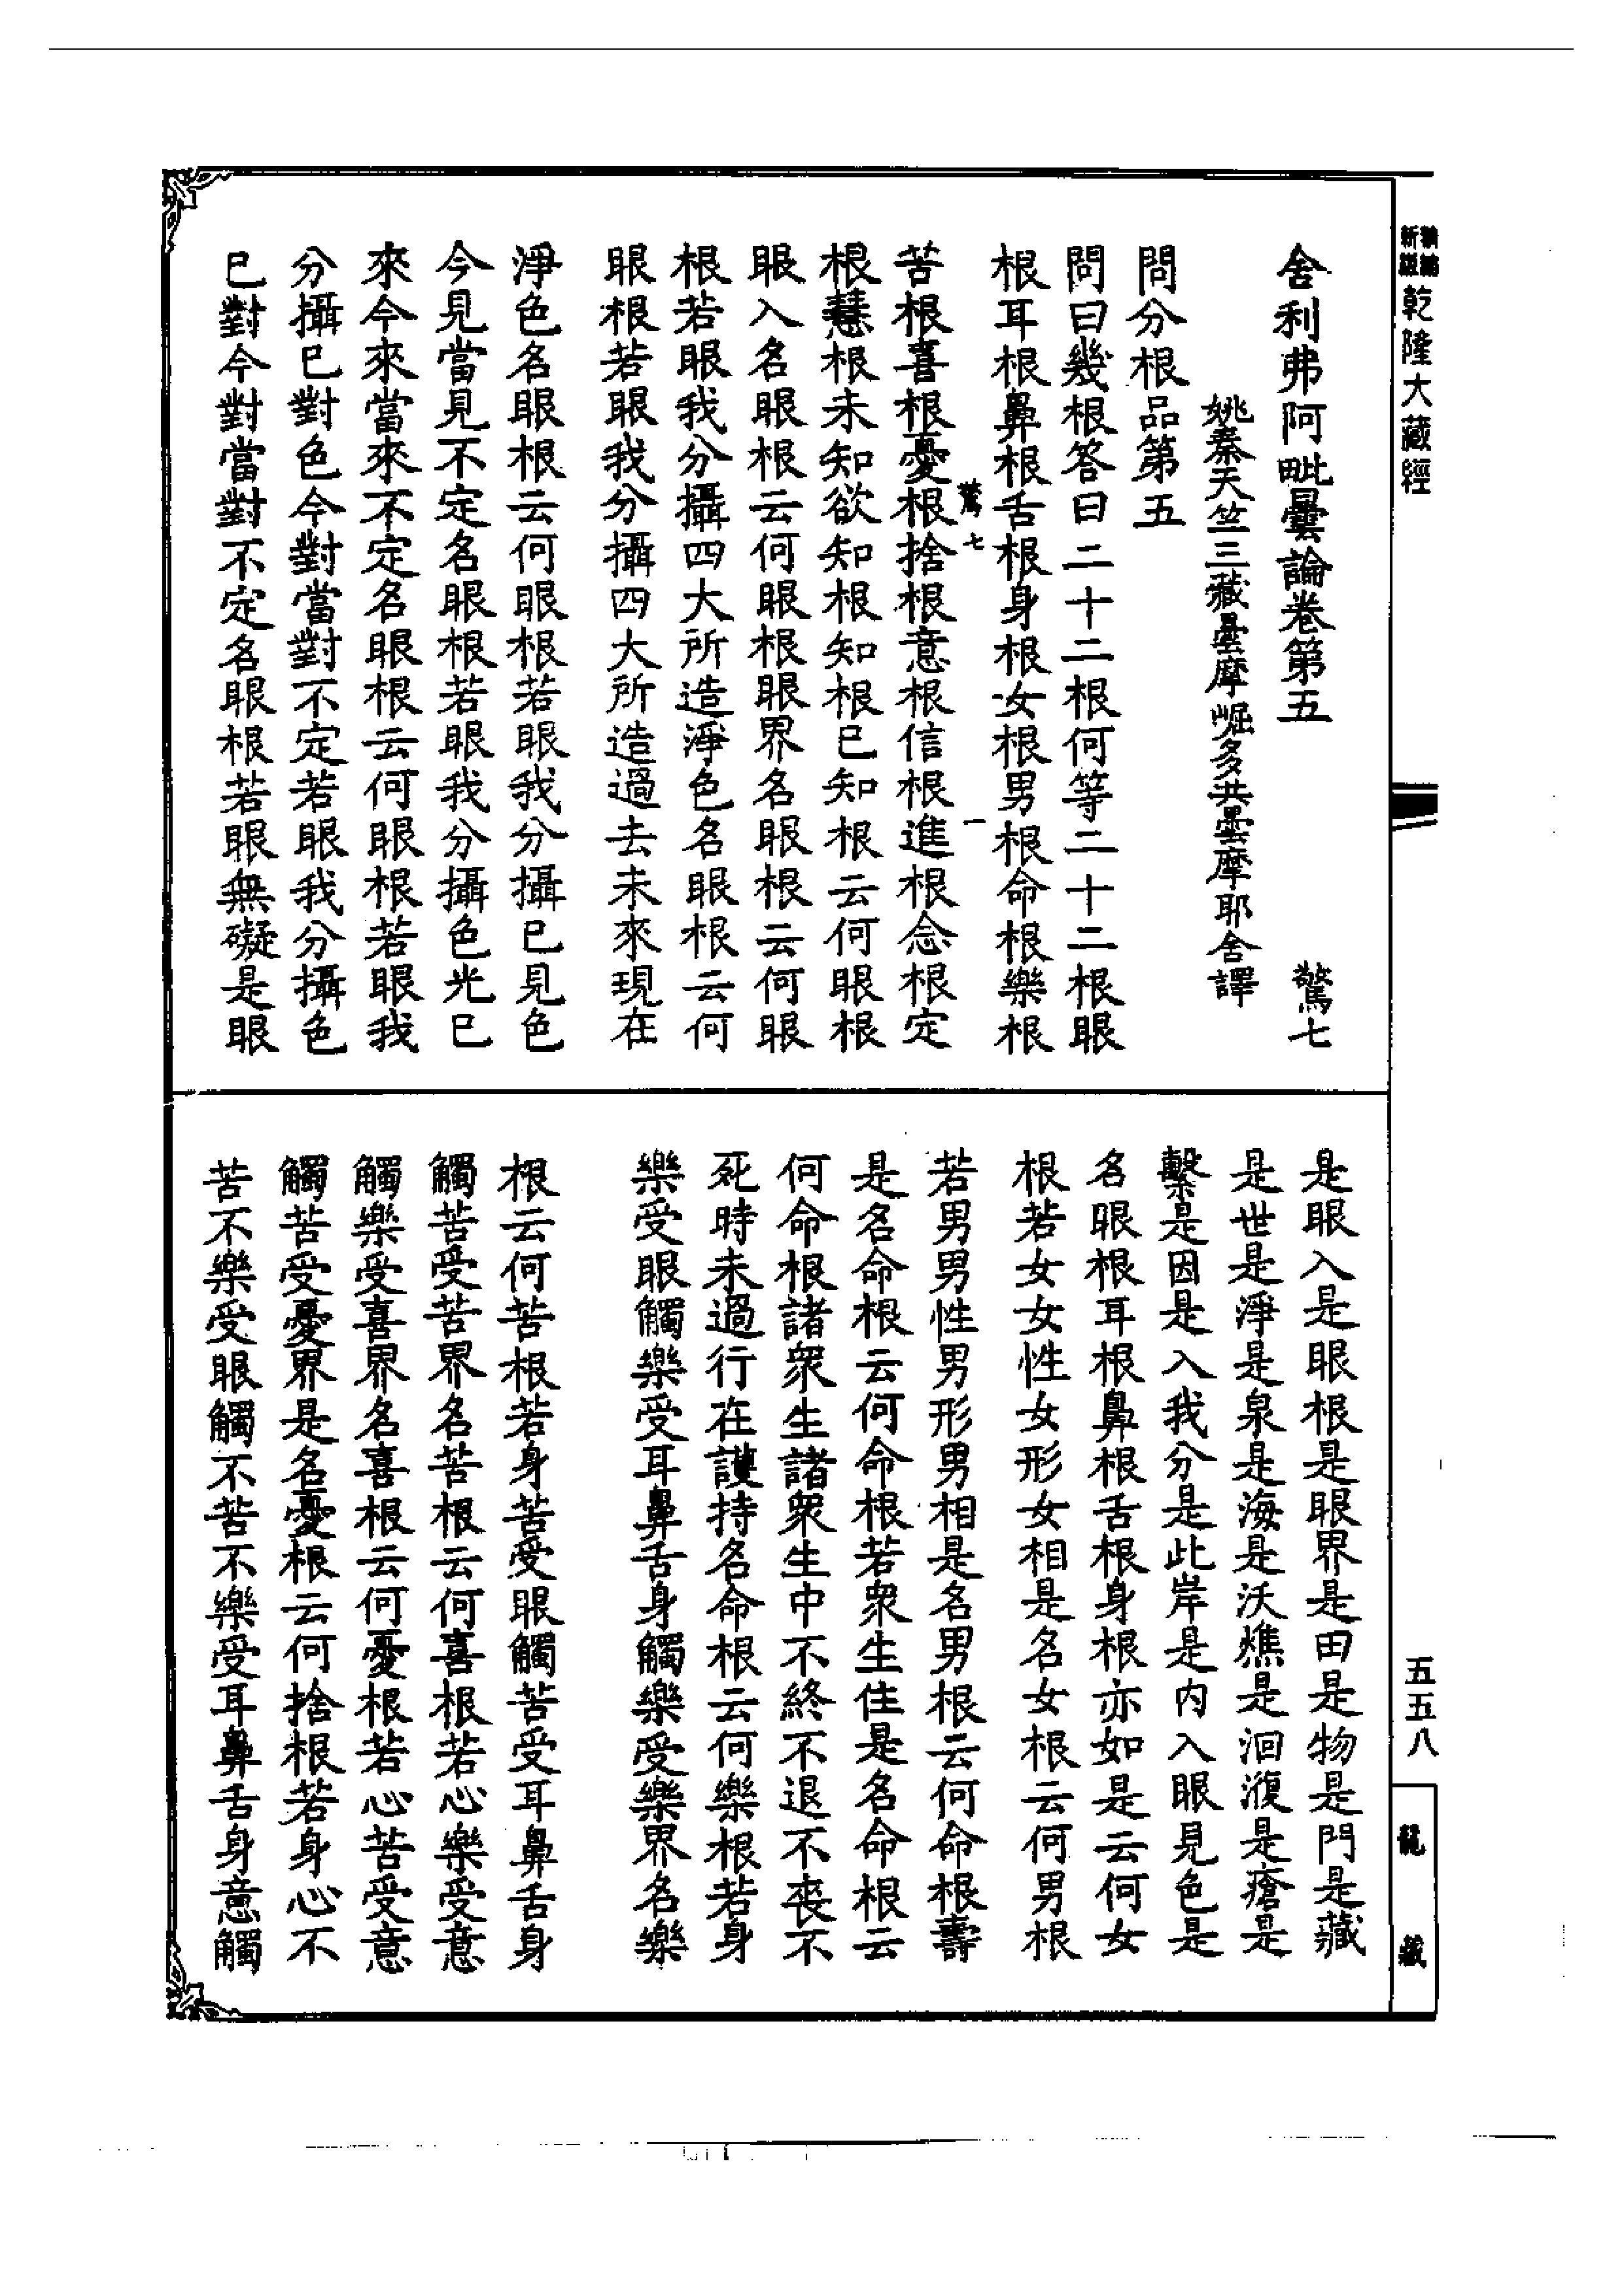 乾隆大藏經
舍利弗阿毗曇論卷第五 驚七
姚秦天竺三藏曇摩崛多共曇摩耶舍譯
問分根品第五
問曰幾根答曰二十二根何等二十二根眼
根耳根鼻根舌根身根女根男根命根樂根
驚七 一
苦根喜根憂根捨根意根信根進根念根定
根慧根未知欲知根知根已知根云何眼根
眼入名眼根云何眼根眼界名眼根云何眼
根若眼我分攝四大所造淨色名眼根云何
眼根若眼我分攝四大所造過去未來現在
淨色名眼根云何眼根若眼我分攝已見色
今見當見不定名眼根若眼我分攝色光已
來今來當來不定名眼根云何眼根若眼我
分攝已對色今對當對不定若眼我分攝色
已對今對當對不定名眼根若眼無礙是眼
是眼入是眼根是眼界是田是物是門是藏
是世是淨是泉是海是沃燋是洄澓是瘡是
繫是因是入我分是此岸是內入眼見色是
名眼根耳根鼻根舌根身根亦如是云何女
根若女女性女形女相是名女根云何男根
若男男性男形男相是名男根云何命根壽
是名命根云何命根若眾生住是名命根云
何命根諸眾生諸眾生中不終不退不喪不
死時未過行在護持名命根云何樂根若身
樂受眼觸樂受耳鼻舌身觸樂受樂界名樂
根云何苦根若身苦受眼觸苦受耳鼻舌身
觸苦受苦界名苦根云何喜根若心樂受意
觸樂受喜界名喜根云何憂根若心苦受意
觸苦受憂界是名憂根云何捨根若身心不
苦不樂受眼觸不苦不樂受耳鼻舌身意觸
五五八
龍藏